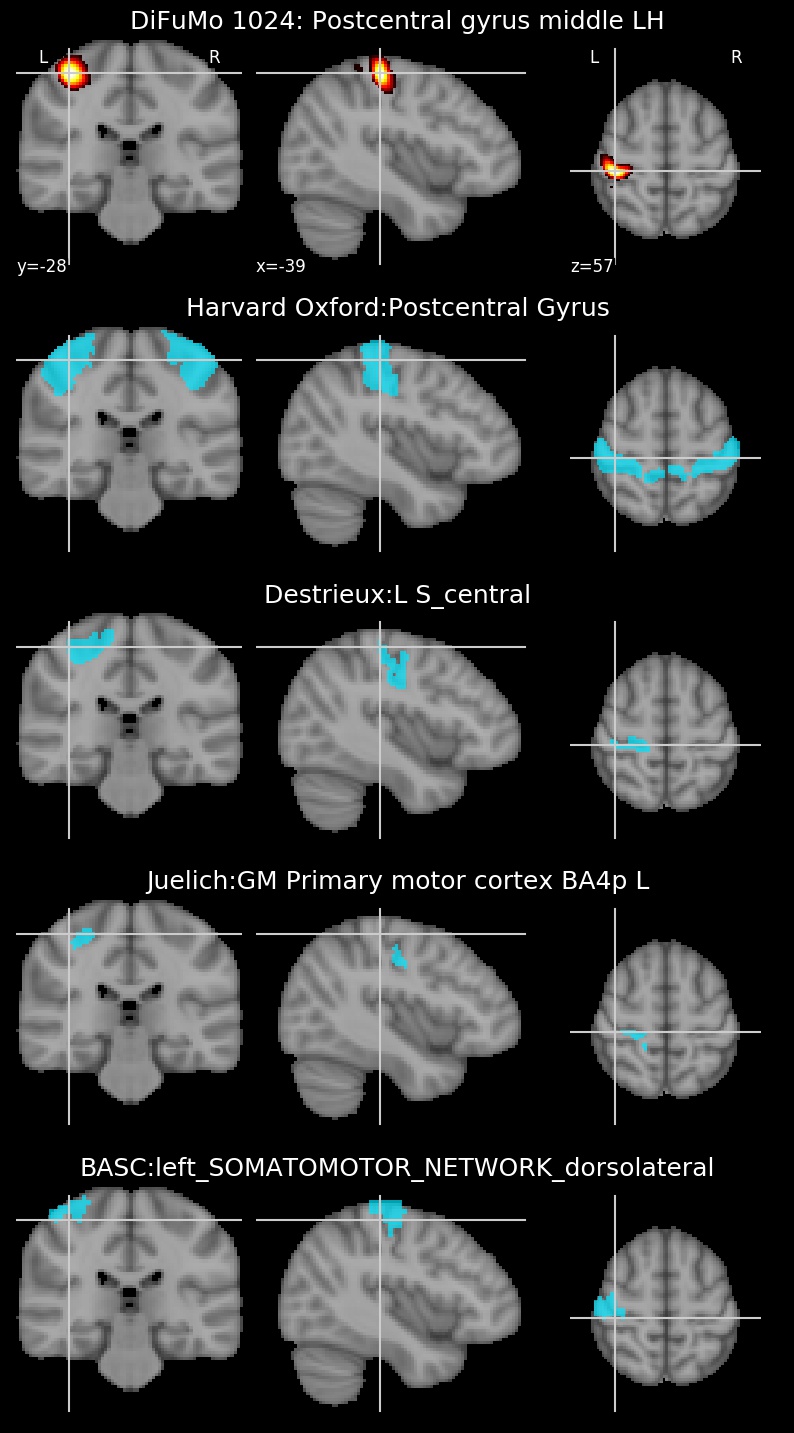 DiFuMo 1024: Postcentral gyrus middle LH
L R L R
y=-28 x=-39 z=57
Harvard Oxford:Postcentral Gyrus
Destrieux:L S_central
Juelich:GM Primary motor cortex BA4p L
BASC:left_SOMATOMOTOR_NETWORK_dorsolateral